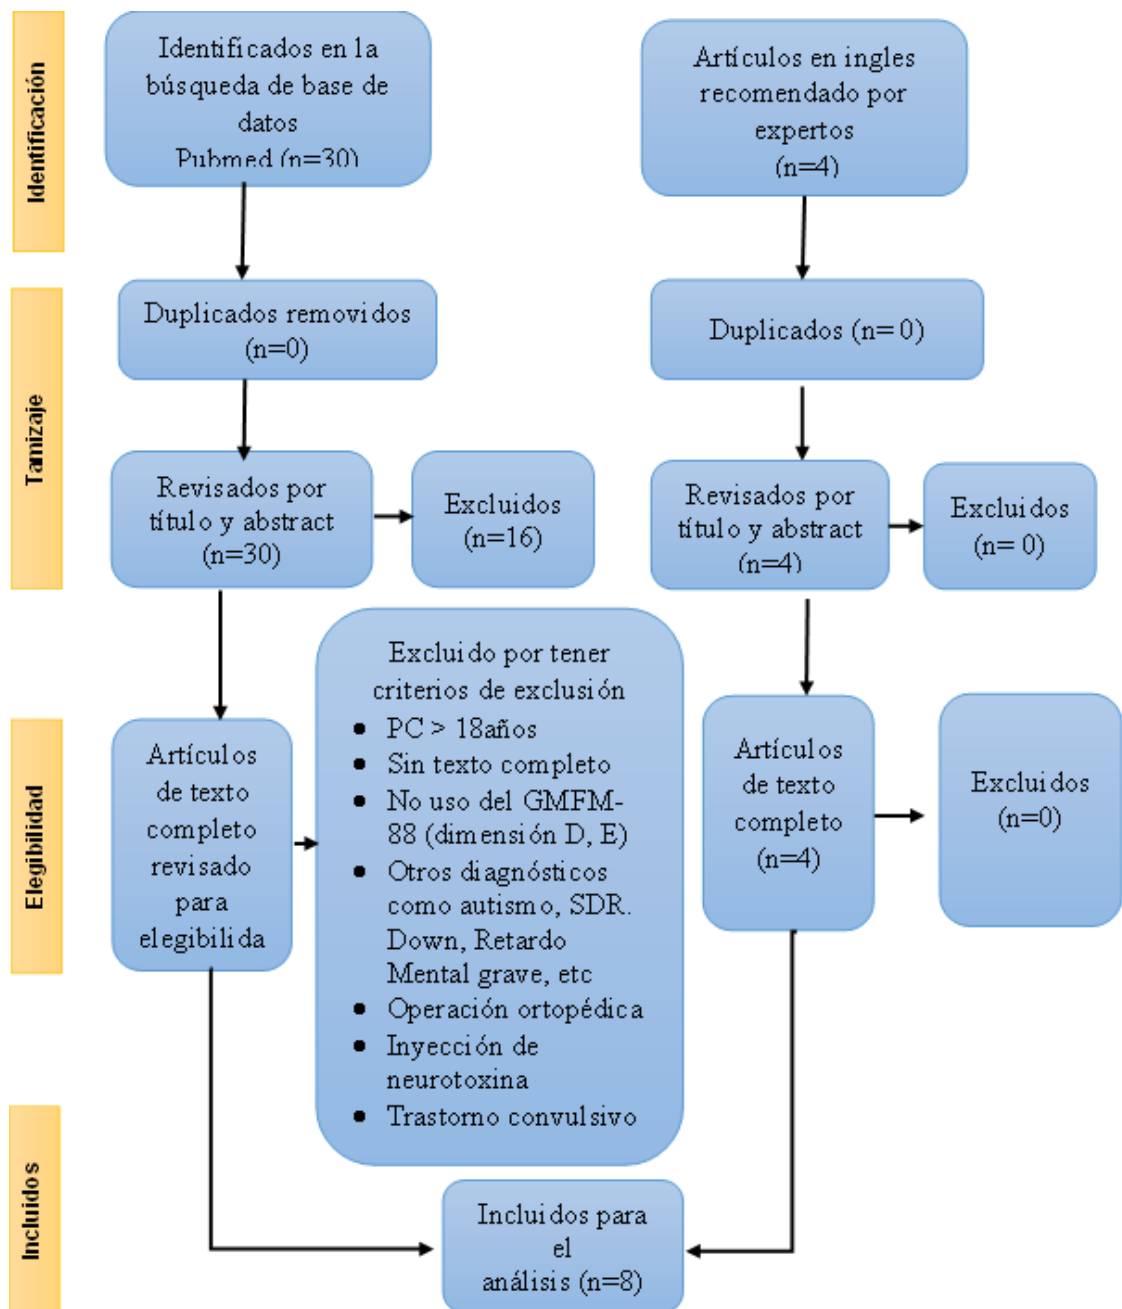 Identificación
Identifícados en la
búsqueda de base de
datos
Pubmed (n=30)
Artículos en ingles
recomendado por
expertos
(n=4)
Tamizaje
Duplicados removidos
(n=0)
Duplicados (n= 0)
Revisados por
título y abstract
(n=30)
Excluidos
(n=16)
Revisados por
título y abstract
(n=4)
Excluidos
(n= 0)
Elegibilidad
Artículos
de texto
completo
revisado
para
elegibilida
Excluido por tener
criterios de exclusión
• PC > 18años
• Sin texto completo
• No uso del GMFM-
88 (dimensión D, E)
• Otros diagnósticos
como autismo, SDR.
Down, Retardo
Mental grave, etc
• Operación ortopédica
• Inyección de
neurotoxina
• Trastorno convulsivo
Artículos
de texto
completo
(n=4)
Excluidos
(n=0)
Incluidos
Incluidos para
el
análisis (n=8)